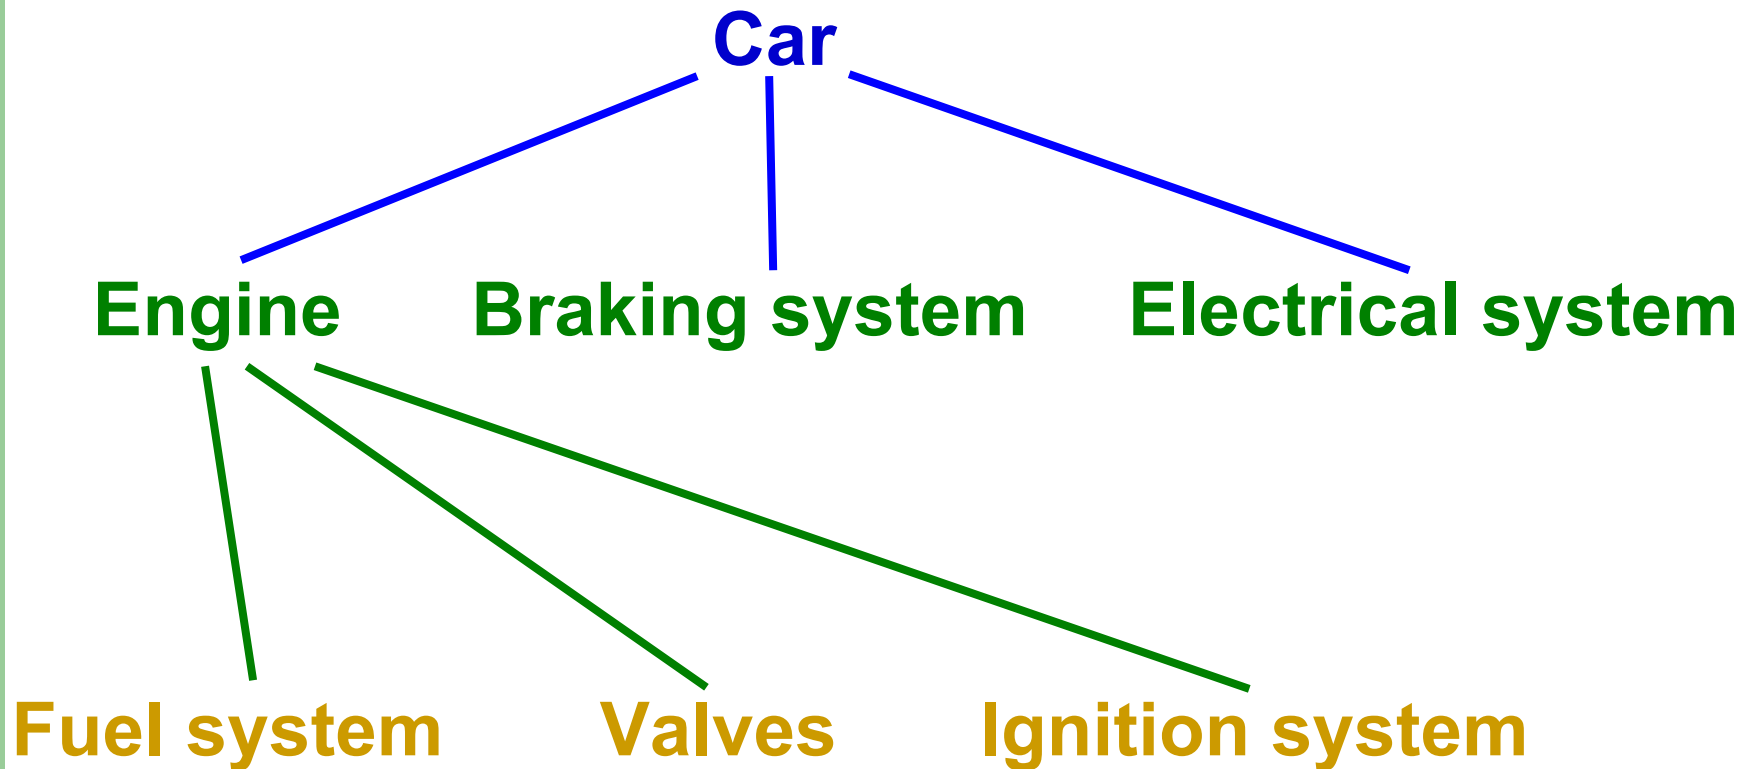 Car
Engine Braking system Electrical system
Fuel system Valves Ignition system